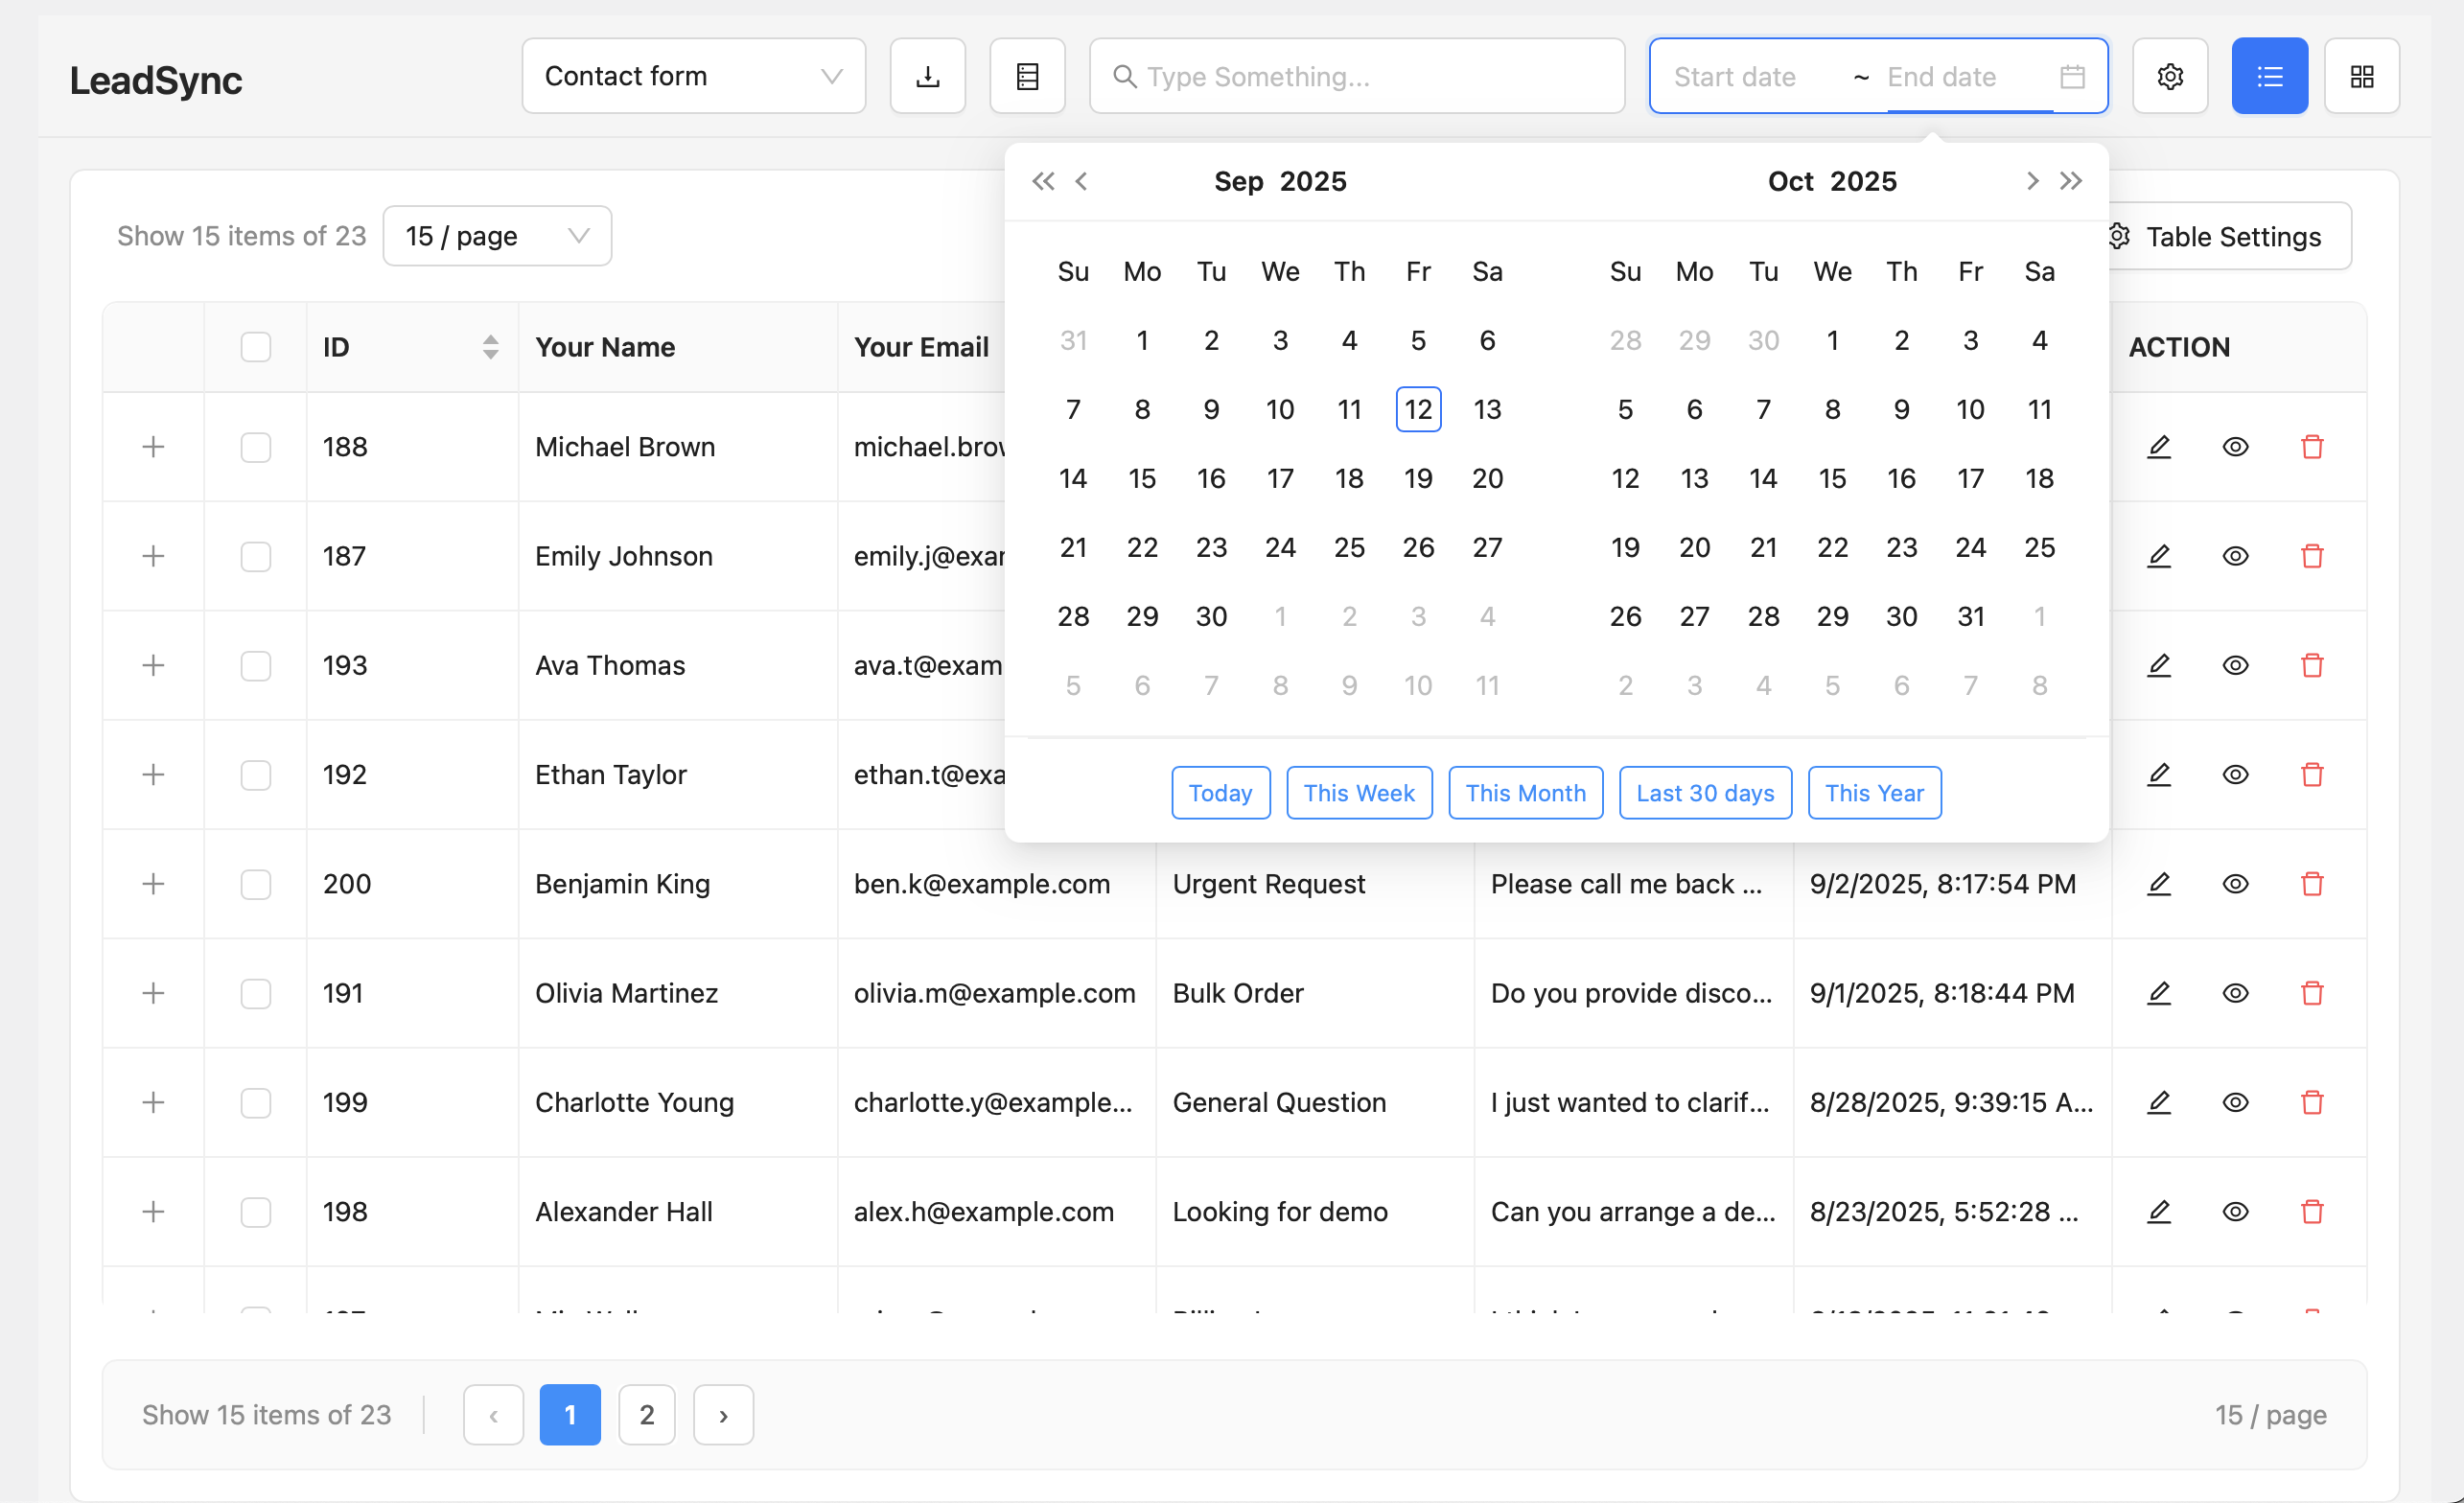 LeadSync
Contact form
Type Something...
Start date ~ End date
Show 15 items of 23
15 / page
Table Settings
Sep 2025
Su Mo Tu We Th Fr Sa
31 1 2 3 4 5 6
7 8 9 10 11 12 13
14 15 16 17 18 19 20
21 22 23 24 25 26 27
28 29 30 1 2 3 4
5 6 7 8 9 10 11
Oct 2025
Su Mo Tu We Th Fr Sa
28 29 30 1 2 3 4
5 6 7 8 9 10 11
12 13 14 15 16 17 18
19 20 21 22 23 24 25
26 27 28 29 30 31 1
2 3 4 5 6 7 8
Today This Week This Month Last 30 days This Year
ID Your Name Your Email ACTION
188 Michael Brown michael.brow
187 Emily Johnson emily.j@exa
193 Ava Thomas ava.t@exam
192 Ethan Taylor ethan.t@exa
200 Benjamin King ben.k@example.com Urgent Request Please call me back ... 9/2/2025, 8:17:54 PM
191 Olivia Martinez olivia.m@example.com Bulk Order Do you provide disco... 9/1/2025, 8:18:44 PM
199 Charlotte Young charlotte.y@example... General Question I just wanted to clarif... 8/28/2025, 9:39:15 A...
198 Alexander Hall alex.h@example.com Looking for demo Can you arrange a de... 8/23/2025, 5:52:28 ...
Show 15 items of 23
‹ 1 2 ›
15 / page